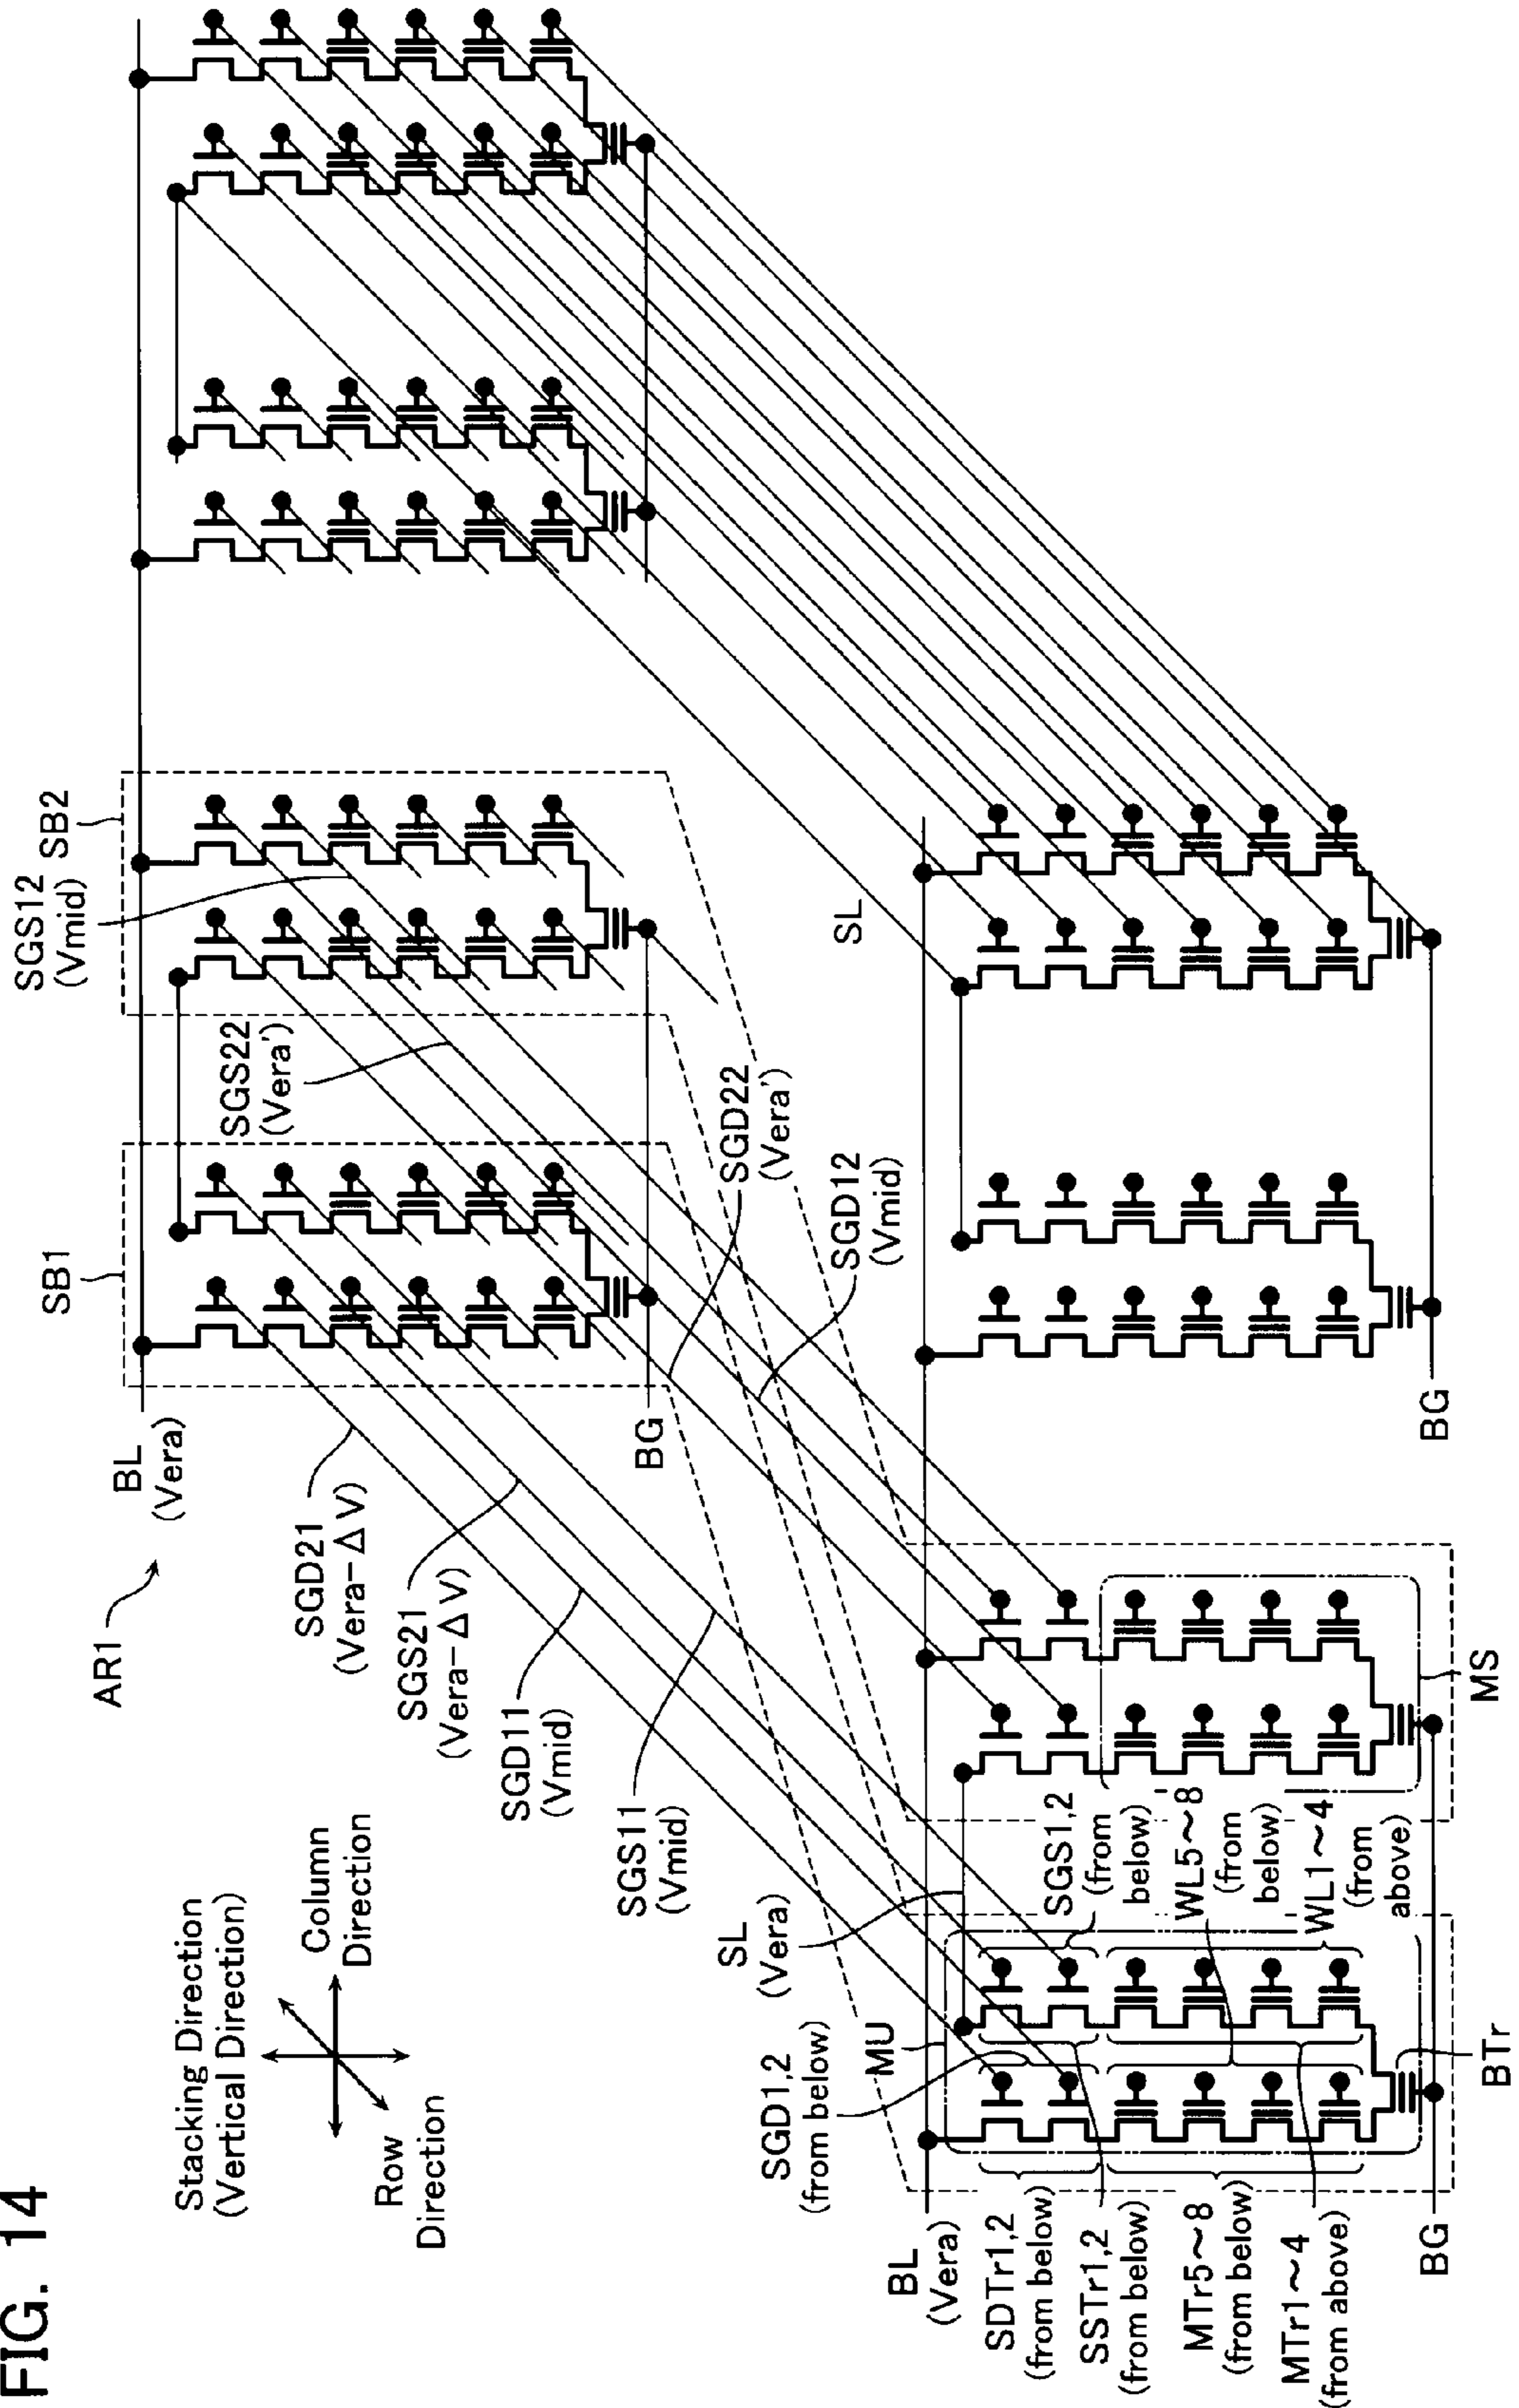 FIG. 14
Stacking Direction
(Vertical Direction)
Column
Direction
Row
Direction
AR1
BL
(Vera)
SB1
SB2
SGS12
(Vmid)
SGS22
(Vera')
SGD21
(Vera-ΔV)
SGS21
(Vera-ΔV)
SGD11
(Vmid)
SGS11
(Vmid)
BG
SGD22
(Vera')
SGD12
(Vmid)
SL
(Vera)
SL
MU
SGD1,2
(from below)
SGS1,2
(from
below)
WL5~8
(from
below)
WL1~4
(from
above)
BL
(Vera)
SDTr1,2
(from below)
SSTr1,2
(from below)
MTr5~8
(from below)
MTr1~4
(from above)
BG
BTr
MS
BG